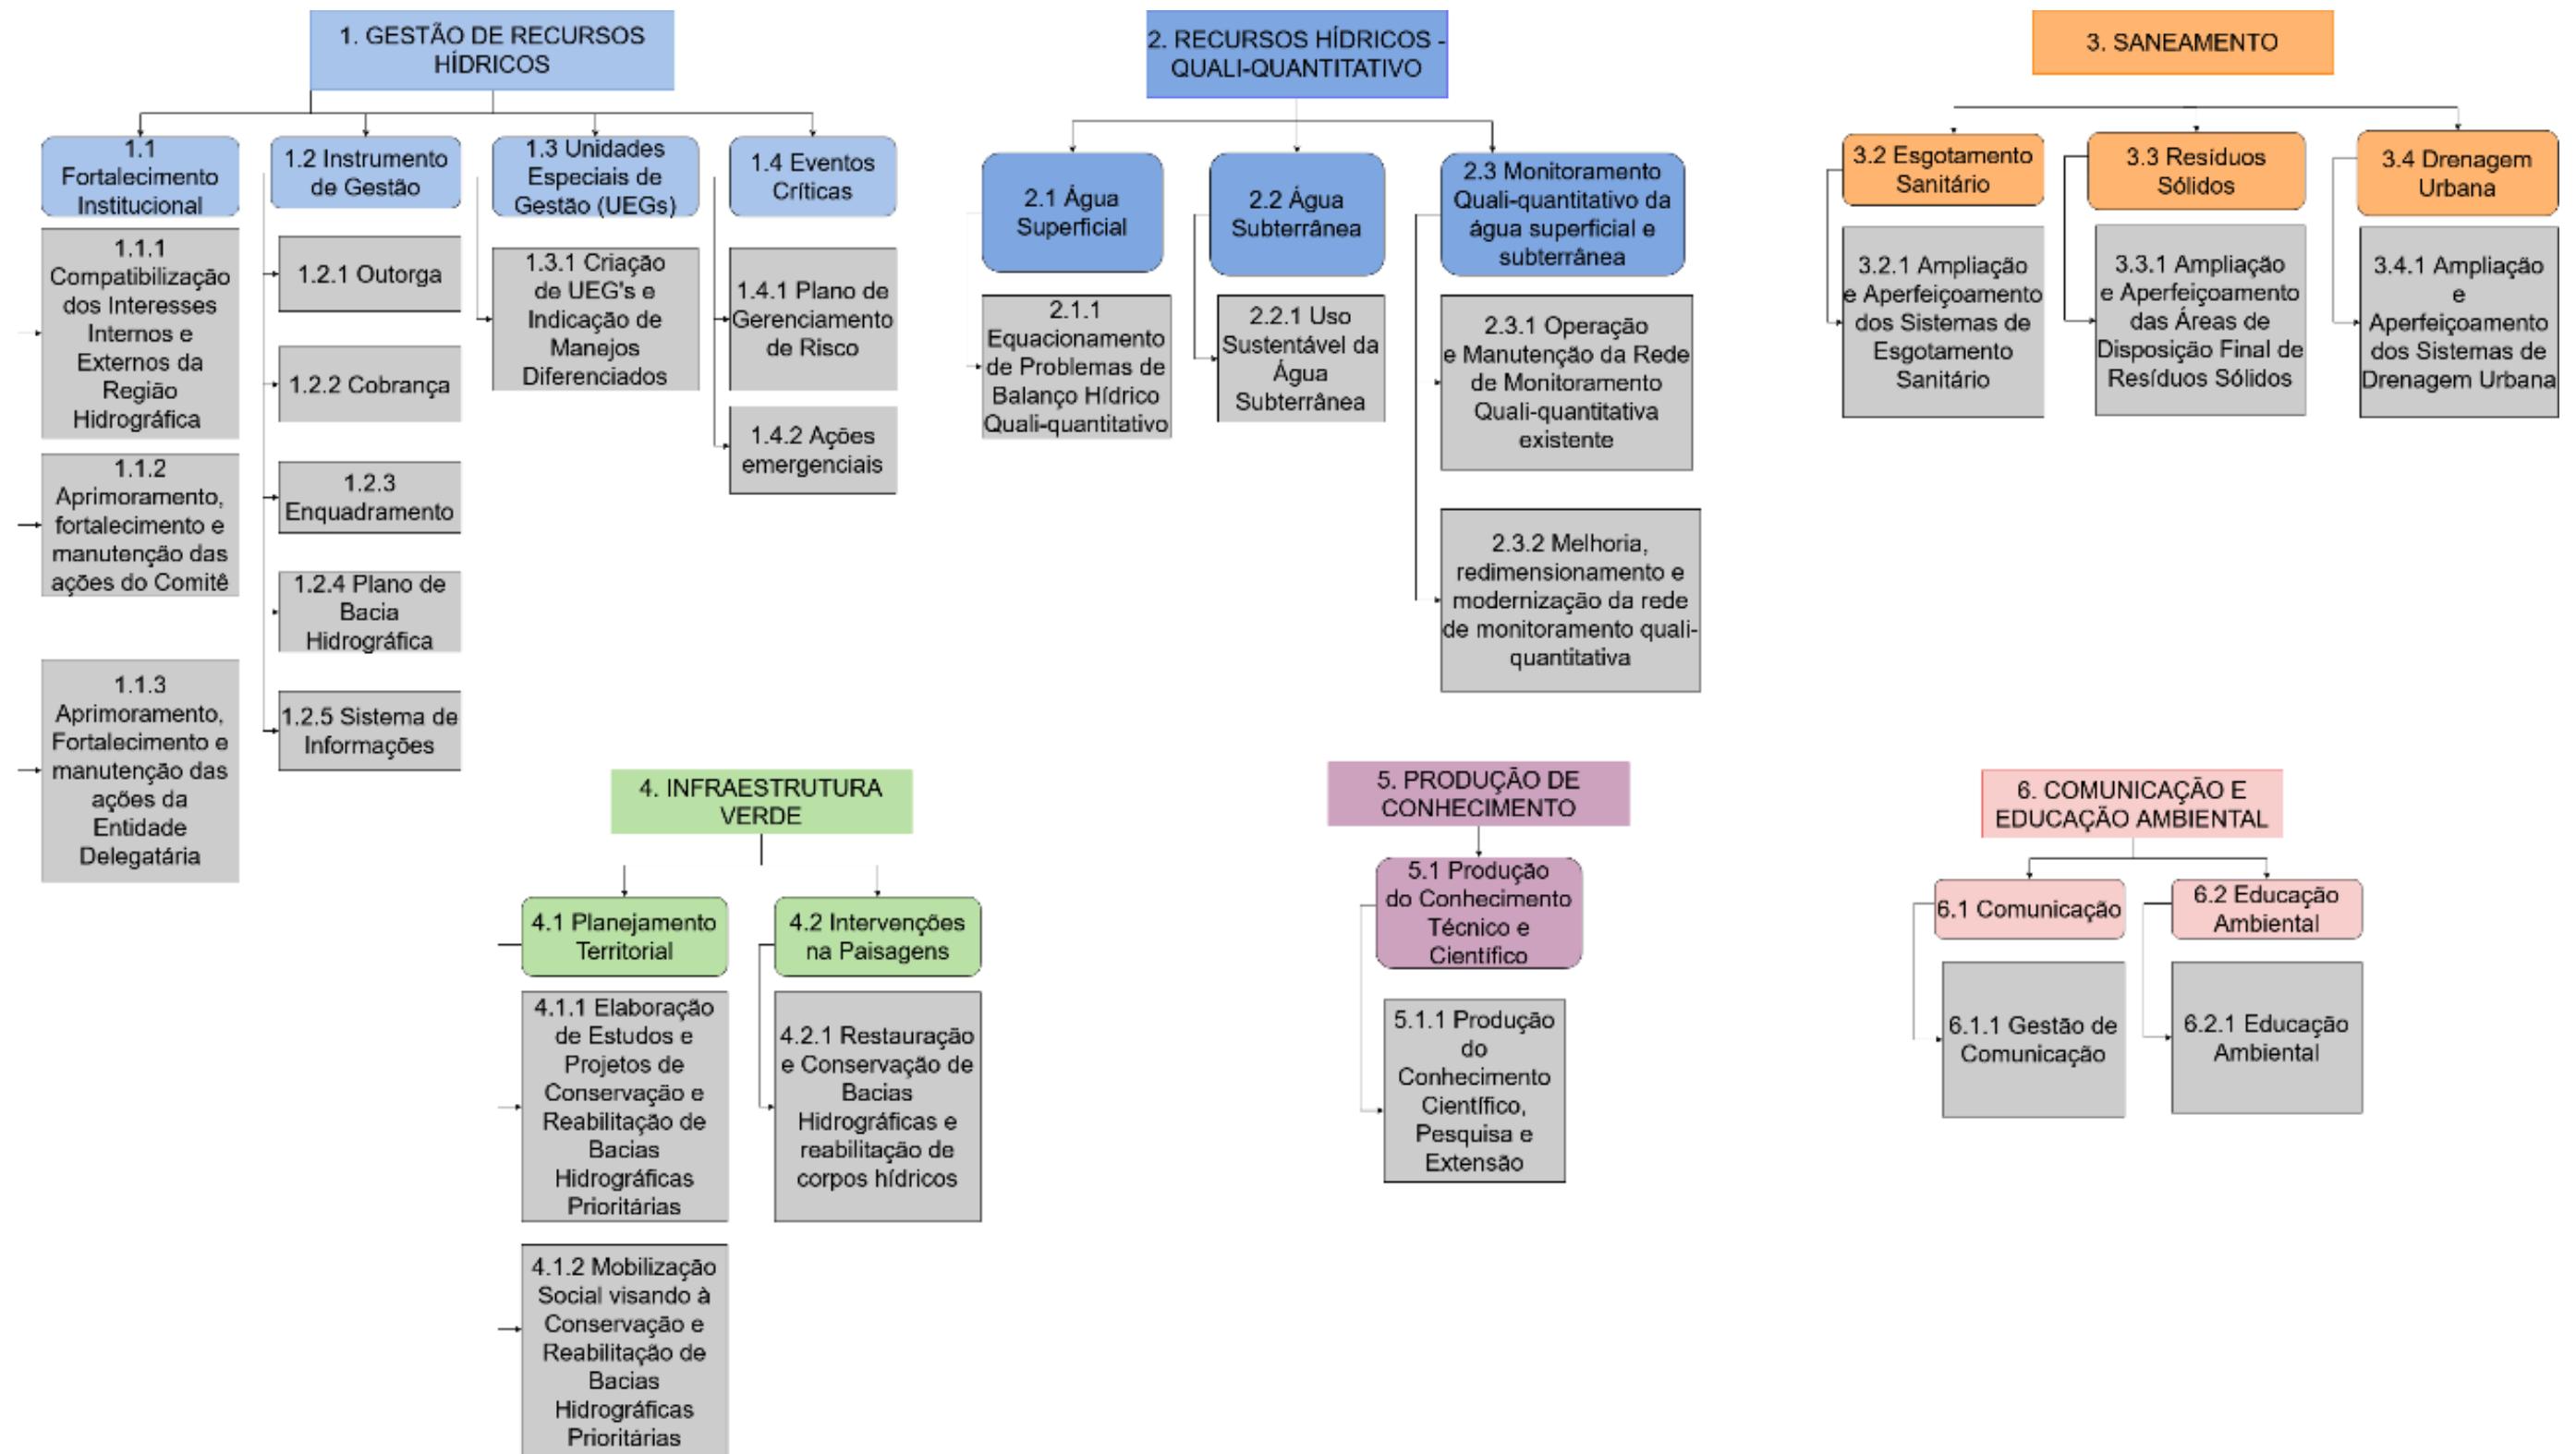 1. GESTÃO DE RECURSOS
HÍDRICOS
1.1
Fortalecimento
Institucional
1.1.1
Compatibilização
dos Interesses
Internos e
Externos da
Região
Hidrográfica
1.1.2
Aprimoramento,
fortalecimento e
manutenção das
ações do Comitê
1.1.3
Aprimoramento,
Fortalecimento e
manutenção das
ações da
Entidade
Delegatária
1.2 Instrumento
de Gestão
1.2.1 Outorga
1.2.2 Cobrança
1.2.3
Enquadramento
1.2.4 Plano de
Bacia
Hidrográfica
1.2.5 Sistema de
Informações
1.3 Unidades
Especiais de
Gestão (UEGs)
1.3.1 Criação
de UEG's e
Indicação de
Manejos
Diferenciados
1.4 Eventos
Críticas
1.4.1 Plano de
Gerenciamento
de Risco
1.4.2 Ações
emergenciais
2. RECURSOS HÍDRICOS -
QUALI-QUANTITATIVO
2.1 Água
Superficial
2.1.1
Equacionamento
de Problemas de
Balanço Hídrico
Quali-quantitativo
2.2 Água
Subterrânea
2.2.1 Uso
Sustentável da
Água
Subterrânea
2.3 Monitoramento
Quali-quantitativo da
água superficial e
subterrânea
2.3.1 Operação
e Manutenção da Rede
de Monitoramento
Quali-quantitativa
existente
2.3.2 Melhoria,
redimensionamento e
modernização da rede
de monitoramento quali-
quantitativa
3. SANEAMENTO
3.2 Esgotamento
Sanitário
3.2.1 Ampliação
e Aperfeiçoamento
dos Sistemas de
Esgotamento
Sanitário
3.3 Resíduos
Sólidos
3.3.1 Ampliação
e Aperfeiçoamento
das Áreas de
Disposição Final de
Resíduos Sólidos
3.4 Drenagem
Urbana
3.4.1 Ampliação
e
Aperfeiçoamento
dos Sistemas de
Drenagem Urbana
4. INFRAESTRUTURA
VERDE
4.1 Planejamento
Territorial
4.1.1 Elaboração
de Estudos e
Projetos de
Conservação e
Reabilitação de
Bacias
Hidrográficas
Prioritárias
4.1.2 Mobilização
Social visando à
Conservação e
Reabilitação de
Bacias
Hidrográficas
Prioritárias
4.2 Intervenções
na Paisagens
4.2.1 Restauração
e Conservação de
Bacias
Hidrográficas e
reabilitação de
corpos hídricos
5. PRODUÇÃO DE
CONHECIMENTO
5.1 Produção
do Conhecimento
Técnico e
Científico
5.1.1 Produção
do
Conhecimento
Científico,
Pesquisa e
Extensão
6. COMUNICAÇÃO E
EDUCAÇÃO AMBIENTAL
6.1 Comunicação
6.1.1 Gestão de
Comunicação
6.2 Educação
Ambiental
6.2.1 Educação
Ambiental